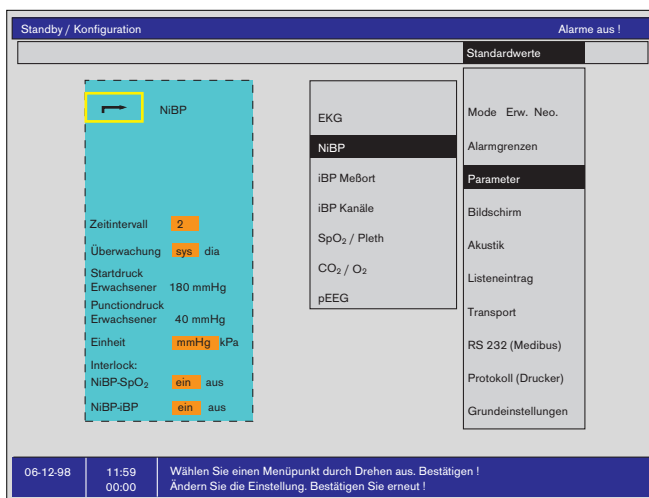 Standby / Konfiguration
Alarme aus !
Standardwerte
NiBP
Zeitintervall 2
Überwachung sys dia
Startdruck
Erwachsener 180 mmHg
Punctiondruck
Erwachsener 40 mmHg
Einheit mmHg kPa
Interlock:
NiBP-SpO₂ ein aus
NiBP-iBP ein aus
EKG
NiBP
iBP Meßort
iBP Kanäle
SpO₂ / Pleth
CO₂ / O₂
pEEG
Mode Erw. Neo.
Alarmgrenzen
Parameter
Bildschirm
Akustik
Listeneintrag
Transport
RS 232 (Medibus)
Protokoll (Drucker)
Grundeinstellungen
06-12-98
11:59
00:00
Wählen Sie einen Menüpunkt durch Drehen aus. Bestätigen !
Ändern Sie die Einstellung. Bestätigen Sie erneut !